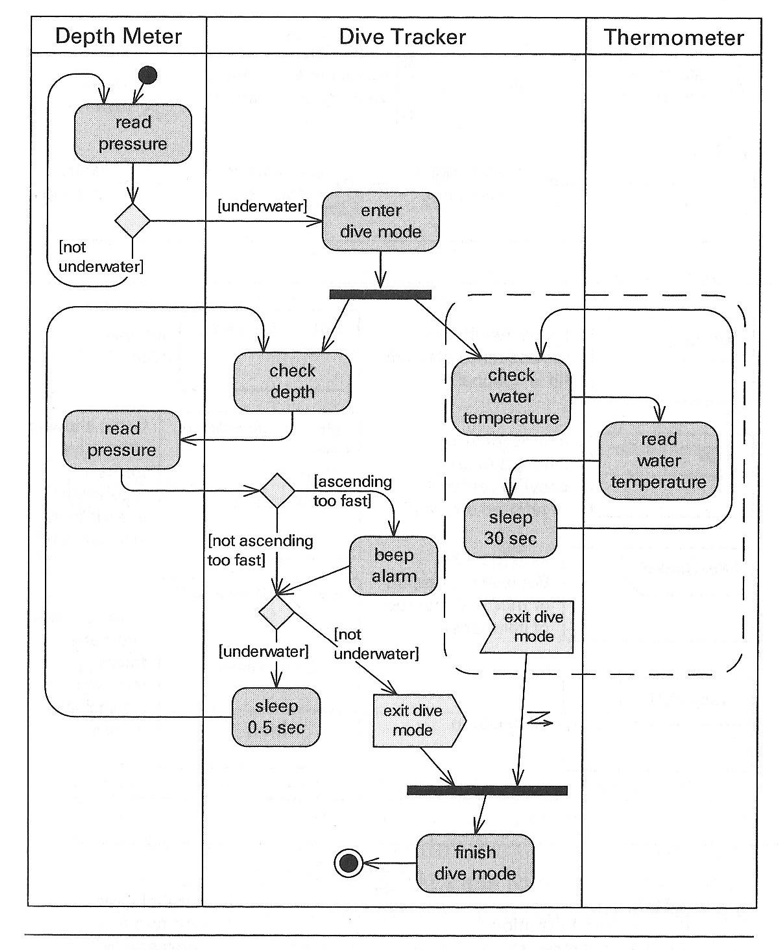 Depth Meter
Dive Tracker
Thermometer
read
pressure
[underwater]
enter
dive mode
[not
underwater]
check
depth
check
water
temperature
read
pressure
read
water
temperature
[ascending
too fast]
sleep
30 sec
[not ascending
too fast]
beep
alarm
exit dive
mode
[underwater]
[not
underwater]
sleep
0.5 sec
exit dive
mode
finish
dive mode